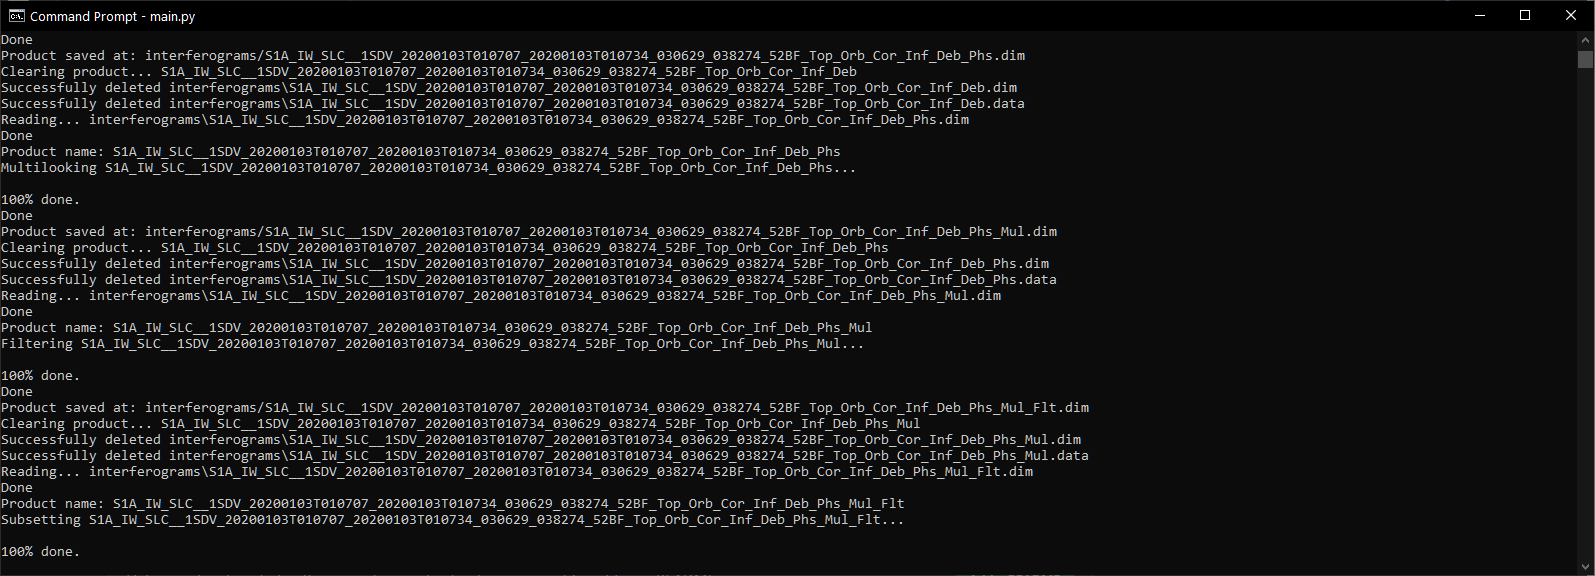 Command Prompt - main.py
Done
Product saved at: interferograms/S1A_IW_SLC__1SDV_20200103T010707_20200103T010734_030629_038274_52BF_Top_Orb_Cor_Inf_Deb_Phs.dim
Clearing product... S1A_IW_SLC__1SDV_20200103T010707_20200103T010734_030629_038274_52BF_Top_Orb_Cor_Inf_Deb
Successfully deleted interferograms\S1A_IW_SLC__1SDV_20200103T010707_20200103T010734_030629_038274_52BF_Top_Orb_Cor_Inf_Deb.dim
Successfully deleted interferograms\S1A_IW_SLC__1SDV_20200103T010707_20200103T010734_030629_038274_52BF_Top_Orb_Cor_Inf_Deb.data
Reading... interferograms\S1A_IW_SLC__1SDV_20200103T010707_20200103T010734_030629_038274_52BF_Top_Orb_Cor_Inf_Deb_Phs.dim
Done
Product name: S1A_IW_SLC__1SDV_20200103T010707_20200103T010734_030629_038274_52BF_Top_Orb_Cor_Inf_Deb_Phs
Multilooking S1A_IW_SLC__1SDV_20200103T010707_20200103T010734_030629_038274_52BF_Top_Orb_Cor_Inf_Deb_Phs...
100% done.
Done
Product saved at: interferograms/S1A_IW_SLC__1SDV_20200103T010707_20200103T010734_030629_038274_52BF_Top_Orb_Cor_Inf_Deb_Phs_Mul.dim
Clearing product... S1A_IW_SLC__1SDV_20200103T010707_20200103T010734_030629_038274_52BF_Top_Orb_Cor_Inf_Deb_Phs
Successfully deleted interferograms\S1A_IW_SLC__1SDV_20200103T010707_20200103T010734_030629_038274_52BF_Top_Orb_Cor_Inf_Deb_Phs.dim
Successfully deleted interferograms\S1A_IW_SLC__1SDV_20200103T010707_20200103T010734_030629_038274_52BF_Top_Orb_Cor_Inf_Deb_Phs.data
Reading... interferograms\S1A_IW_SLC__1SDV_20200103T010707_20200103T010734_030629_038274_52BF_Top_Orb_Cor_Inf_Deb_Phs_Mul.dim
Done
Product name: S1A_IW_SLC__1SDV_20200103T010707_20200103T010734_030629_038274_52BF_Top_Orb_Cor_Inf_Deb_Phs_Mul
Filtering S1A_IW_SLC__1SDV_20200103T010707_20200103T010734_030629_038274_52BF_Top_Orb_Cor_Inf_Deb_Phs_Mul...
100% done.
Done
Product saved at: interferograms/S1A_IW_SLC__1SDV_20200103T010707_20200103T010734_030629_038274_52BF_Top_Orb_Cor_Inf_Deb_Phs_Mul_Flt.dim
Clearing product... S1A_IW_SLC__1SDV_20200103T010707_20200103T010734_030629_038274_52BF_Top_Orb_Cor_Inf_Deb_Phs_Mul
Successfully deleted interferograms\S1A_IW_SLC__1SDV_20200103T010707_20200103T010734_030629_038274_52BF_Top_Orb_Cor_Inf_Deb_Phs_Mul.dim
Successfully deleted interferograms\S1A_IW_SLC__1SDV_20200103T010707_20200103T010734_030629_038274_52BF_Top_Orb_Cor_Inf_Deb_Phs_Mul.data
Reading... interferograms\S1A_IW_SLC__1SDV_20200103T010707_20200103T010734_030629_038274_52BF_Top_Orb_Cor_Inf_Deb_Phs_Mul_Flt.dim
Done
Product name: S1A_IW_SLC__1SDV_20200103T010707_20200103T010734_030629_038274_52BF_Top_Orb_Cor_Inf_Deb_Phs_Mul_Flt
Subsetting S1A_IW_SLC__1SDV_20200103T010707_20200103T010734_030629_038274_52BF_Top_Orb_Cor_Inf_Deb_Phs_Mul_Flt...
100% done.